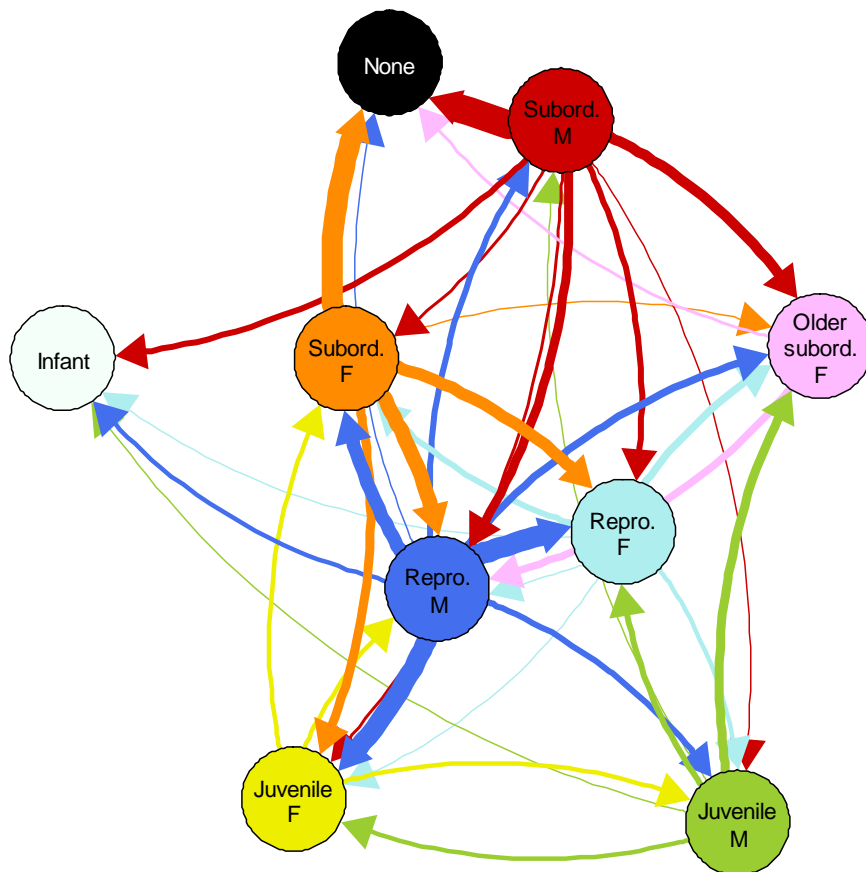 None
Subord.
M
Infant
Subord.
F
Older
subord.
F
Repro.
F
Repro.
M
Juvenile
F
Juvenile
M